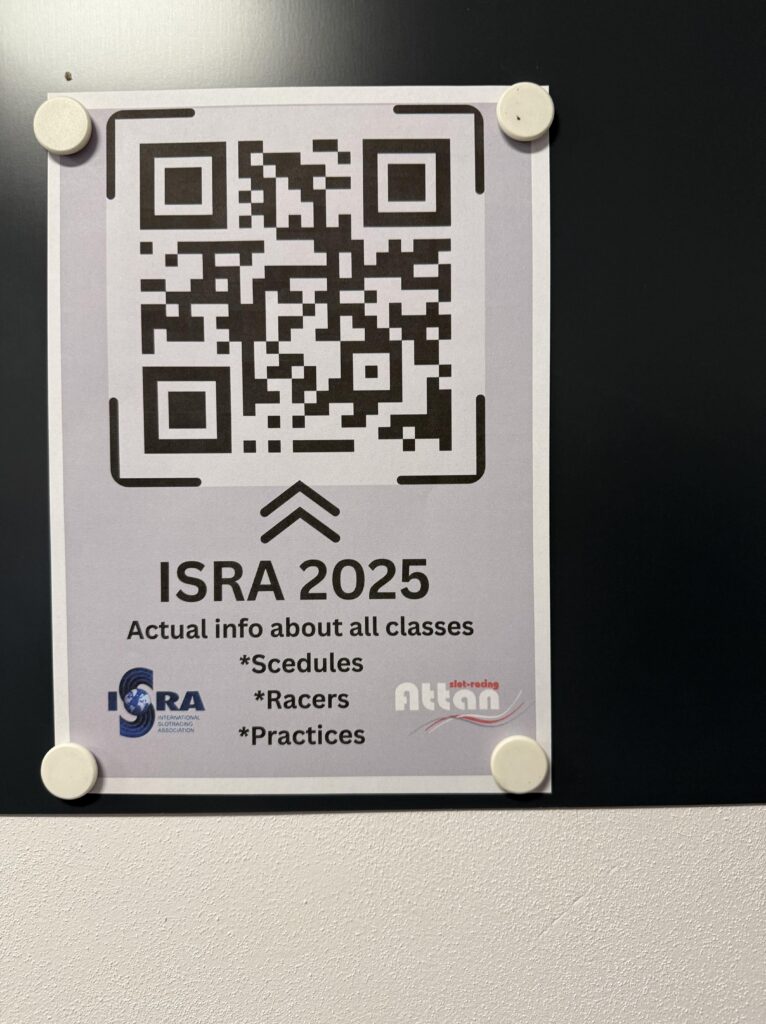 ISRA 2025
Actual info about all classes
*Scedules
*Racers
*Practices
ISRA
INTERNATIONAL
SLOTRACING
ASSOCIATION
slot-racing
Attan